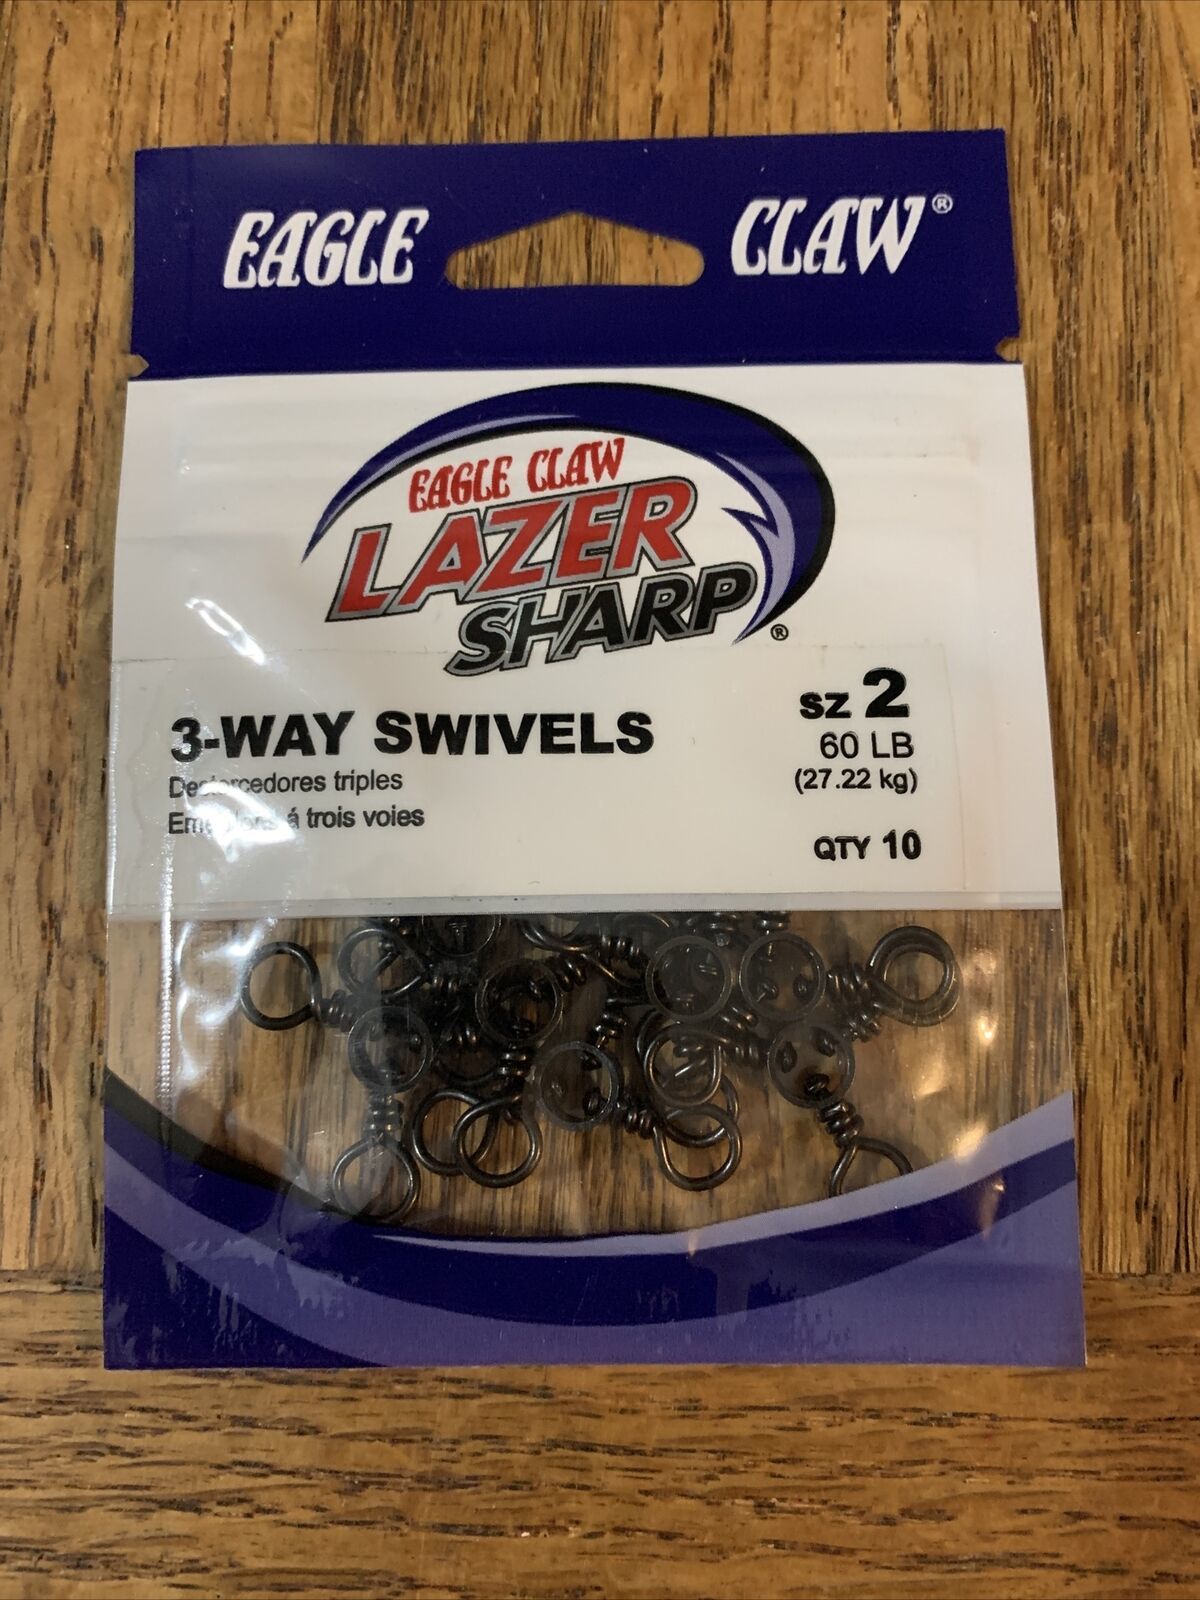 EAGLE CLAW®
EAGLE CLAW
LAZER
SHARP®
3-WAY SWIVELS
Destorcedores triples
á trois voies
sz 2
60 LB
(27.22 kg)
QTY 10